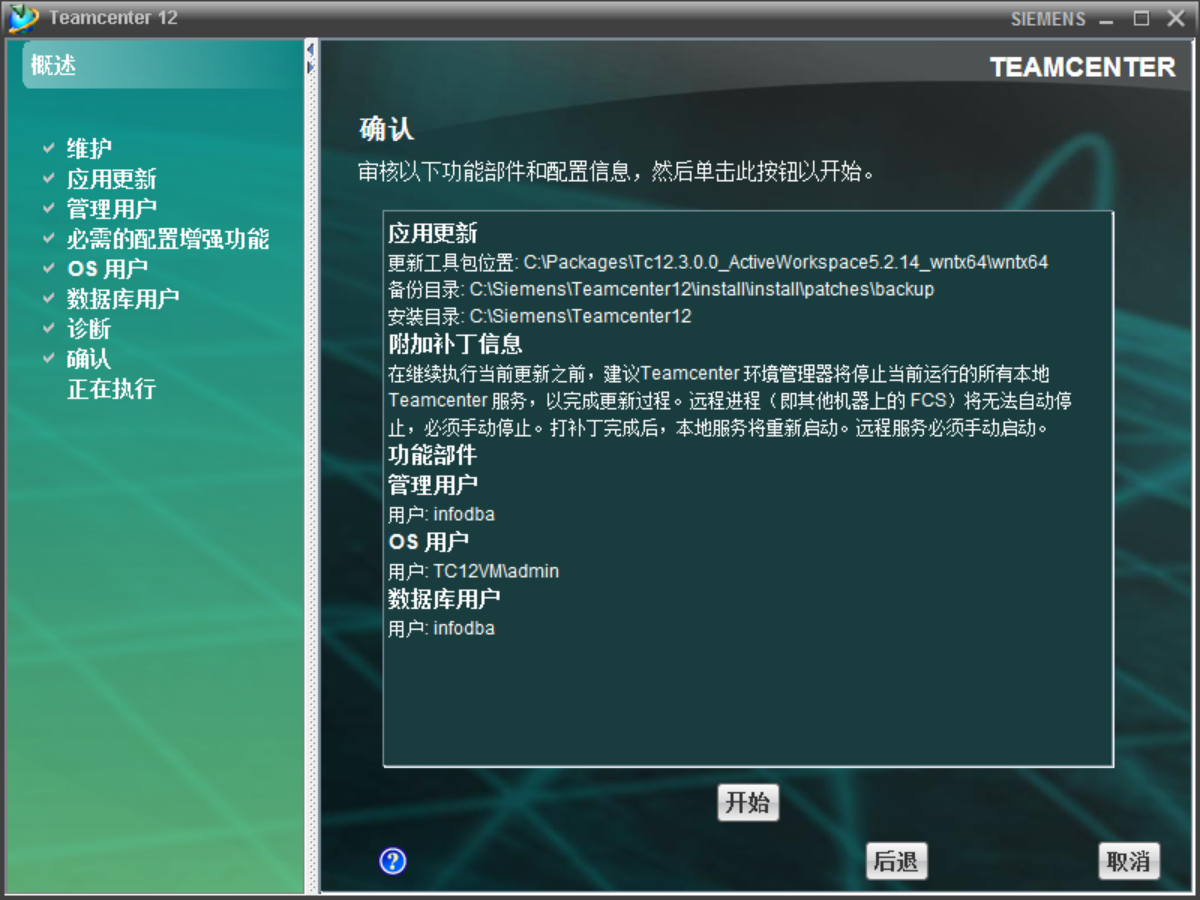 Teamcenter 12
SIEMENS
概述
TEAMCENTER
维护
应用更新
管理用户
必需的配置增强功能
OS 用户
数据库用户
诊断
确认
正在执行
确认
审核以下功能部件和配置信息，然后单击此按钮以开始。
应用更新
更新工具包位置: C:\Packages\Tc12.3.0.0_ActiveWorkspace5.2.14_wntx64\wntx64
备份目录: C:\Siemens\Teamcenter12\install\install\patches\backup
安装目录: C:\Siemens\Teamcenter12
附加补丁信息
在继续执行当前更新之前，建议Teamcenter 环境管理器将停止当前运行的所有本地
Teamcenter 服务，以完成更新过程。远程进程（即其他机器上的 FCS）将无法自动停
止，必须手动停止。打补丁完成后，本地服务将重新启动。远程服务必须手动启动。
功能部件
管理用户
用户: infodba
OS 用户
用户: TC12VM\admin
数据库用户
用户: infodba
开始
?
后退
取消